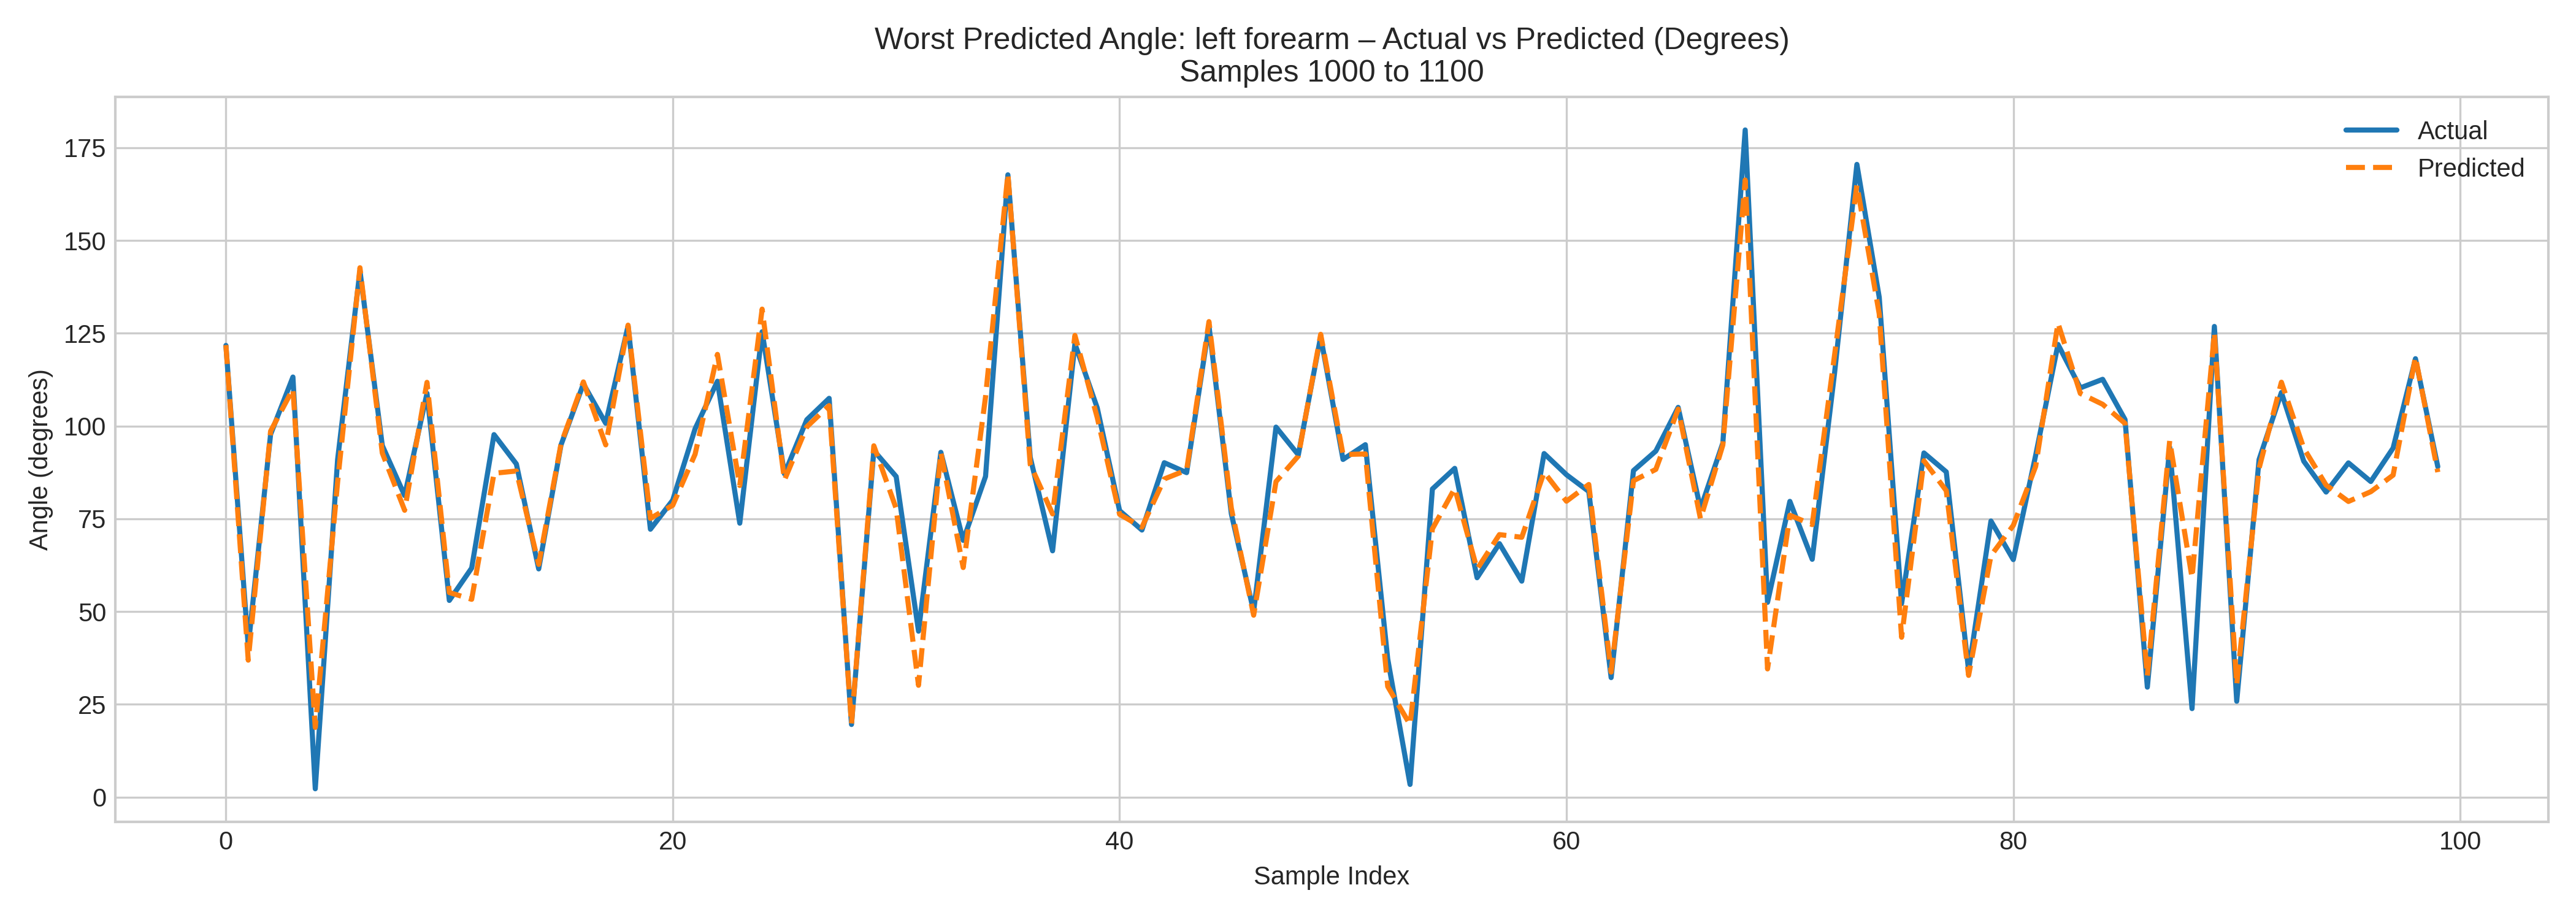 Worst Predicted Angle: left forearm – Actual vs Predicted (Degrees)
Samples 1000 to 1100
Actual
Predicted
Angle (degrees)
175
150
125
100
75
50
25
0
0 20 40 60 80 100
Sample Index